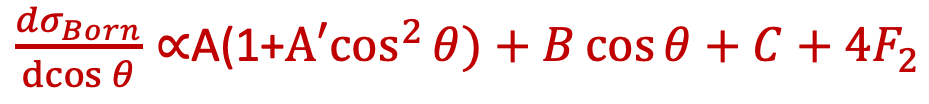 dσ_Born / dcos θ ∝A(1+A′cos² θ) + B cos θ + C + 4F₂